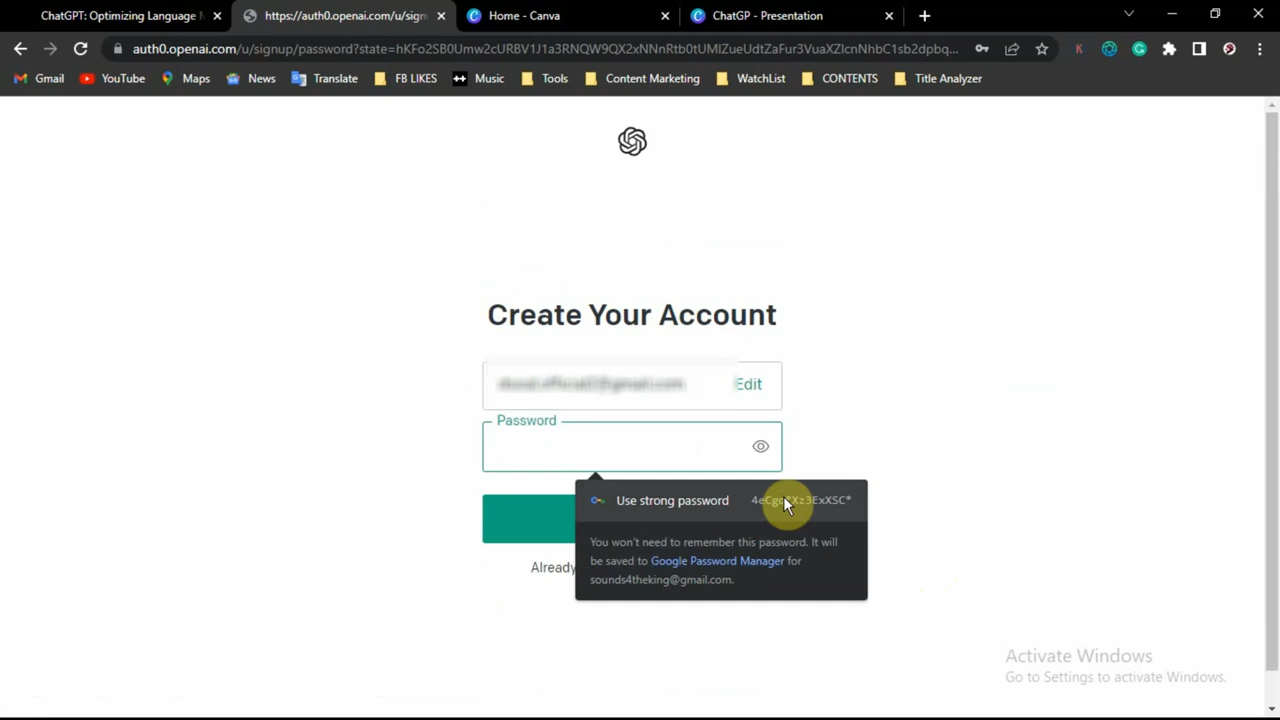 ChatGPT: Optimizing Language
https://auth0.openai.com/u/sign
Home - Canva
ChatGP - Presentation
auth0.openai.com/u/signup/password?state=hKFo2SB0Umw2cURBV1J1a3RNQW9QX2xNNnRtb0tUMIZueUdtZaFur3VuaXZlcnNhbC1sb2dpbq...
Gmail
YouTube
Maps
News
Translate
FB LIKES
Music
Tools
Content Marketing
WatchList
CONTENTS
Title Analyzer
Create Your Account
Edit
Password
Use strong password
You won't need to remember this password. It will
be saved to Google Password Manager for
sounds4theking@gmail.com.
Already
Activate Windows
Go to Settings to activate Windows.